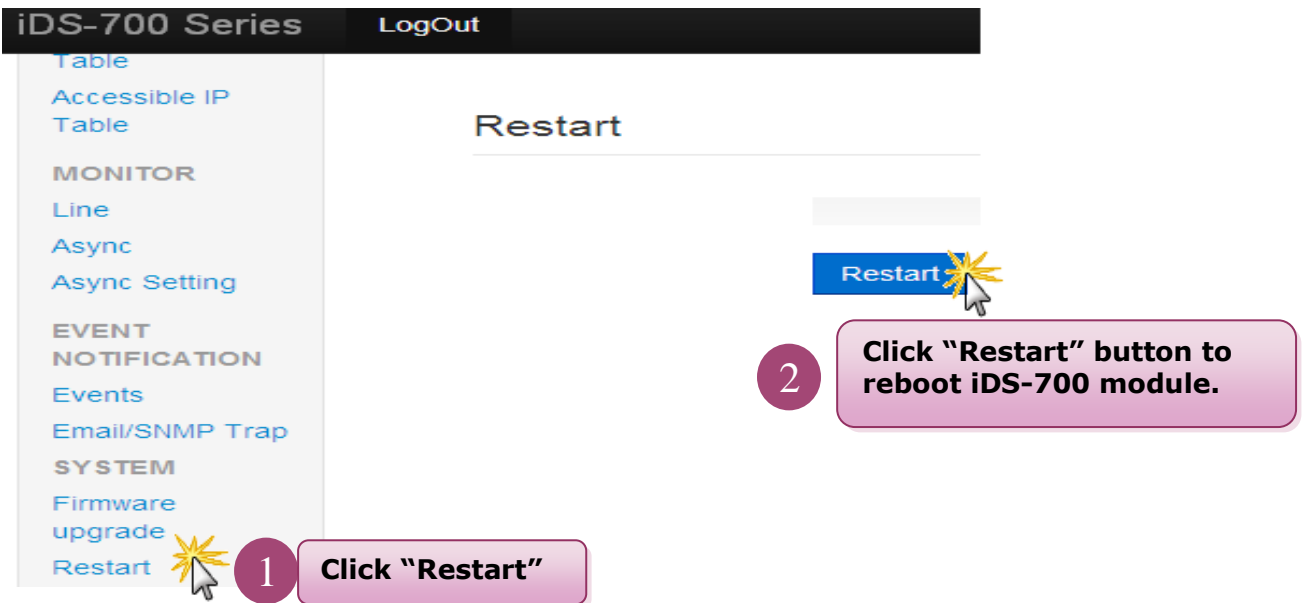 iDS-700 Series LogOut
Table
Accessible IP
Table
MONITOR
Line
Async
Async Setting
EVENT
NOTIFICATION
Events
Email/SNMP Trap
SYSTEM
Firmware
upgrade
Restart
1 Click “Restart”
Restart
Restart
2 Click “Restart” button to
reboot iDS-700 module.